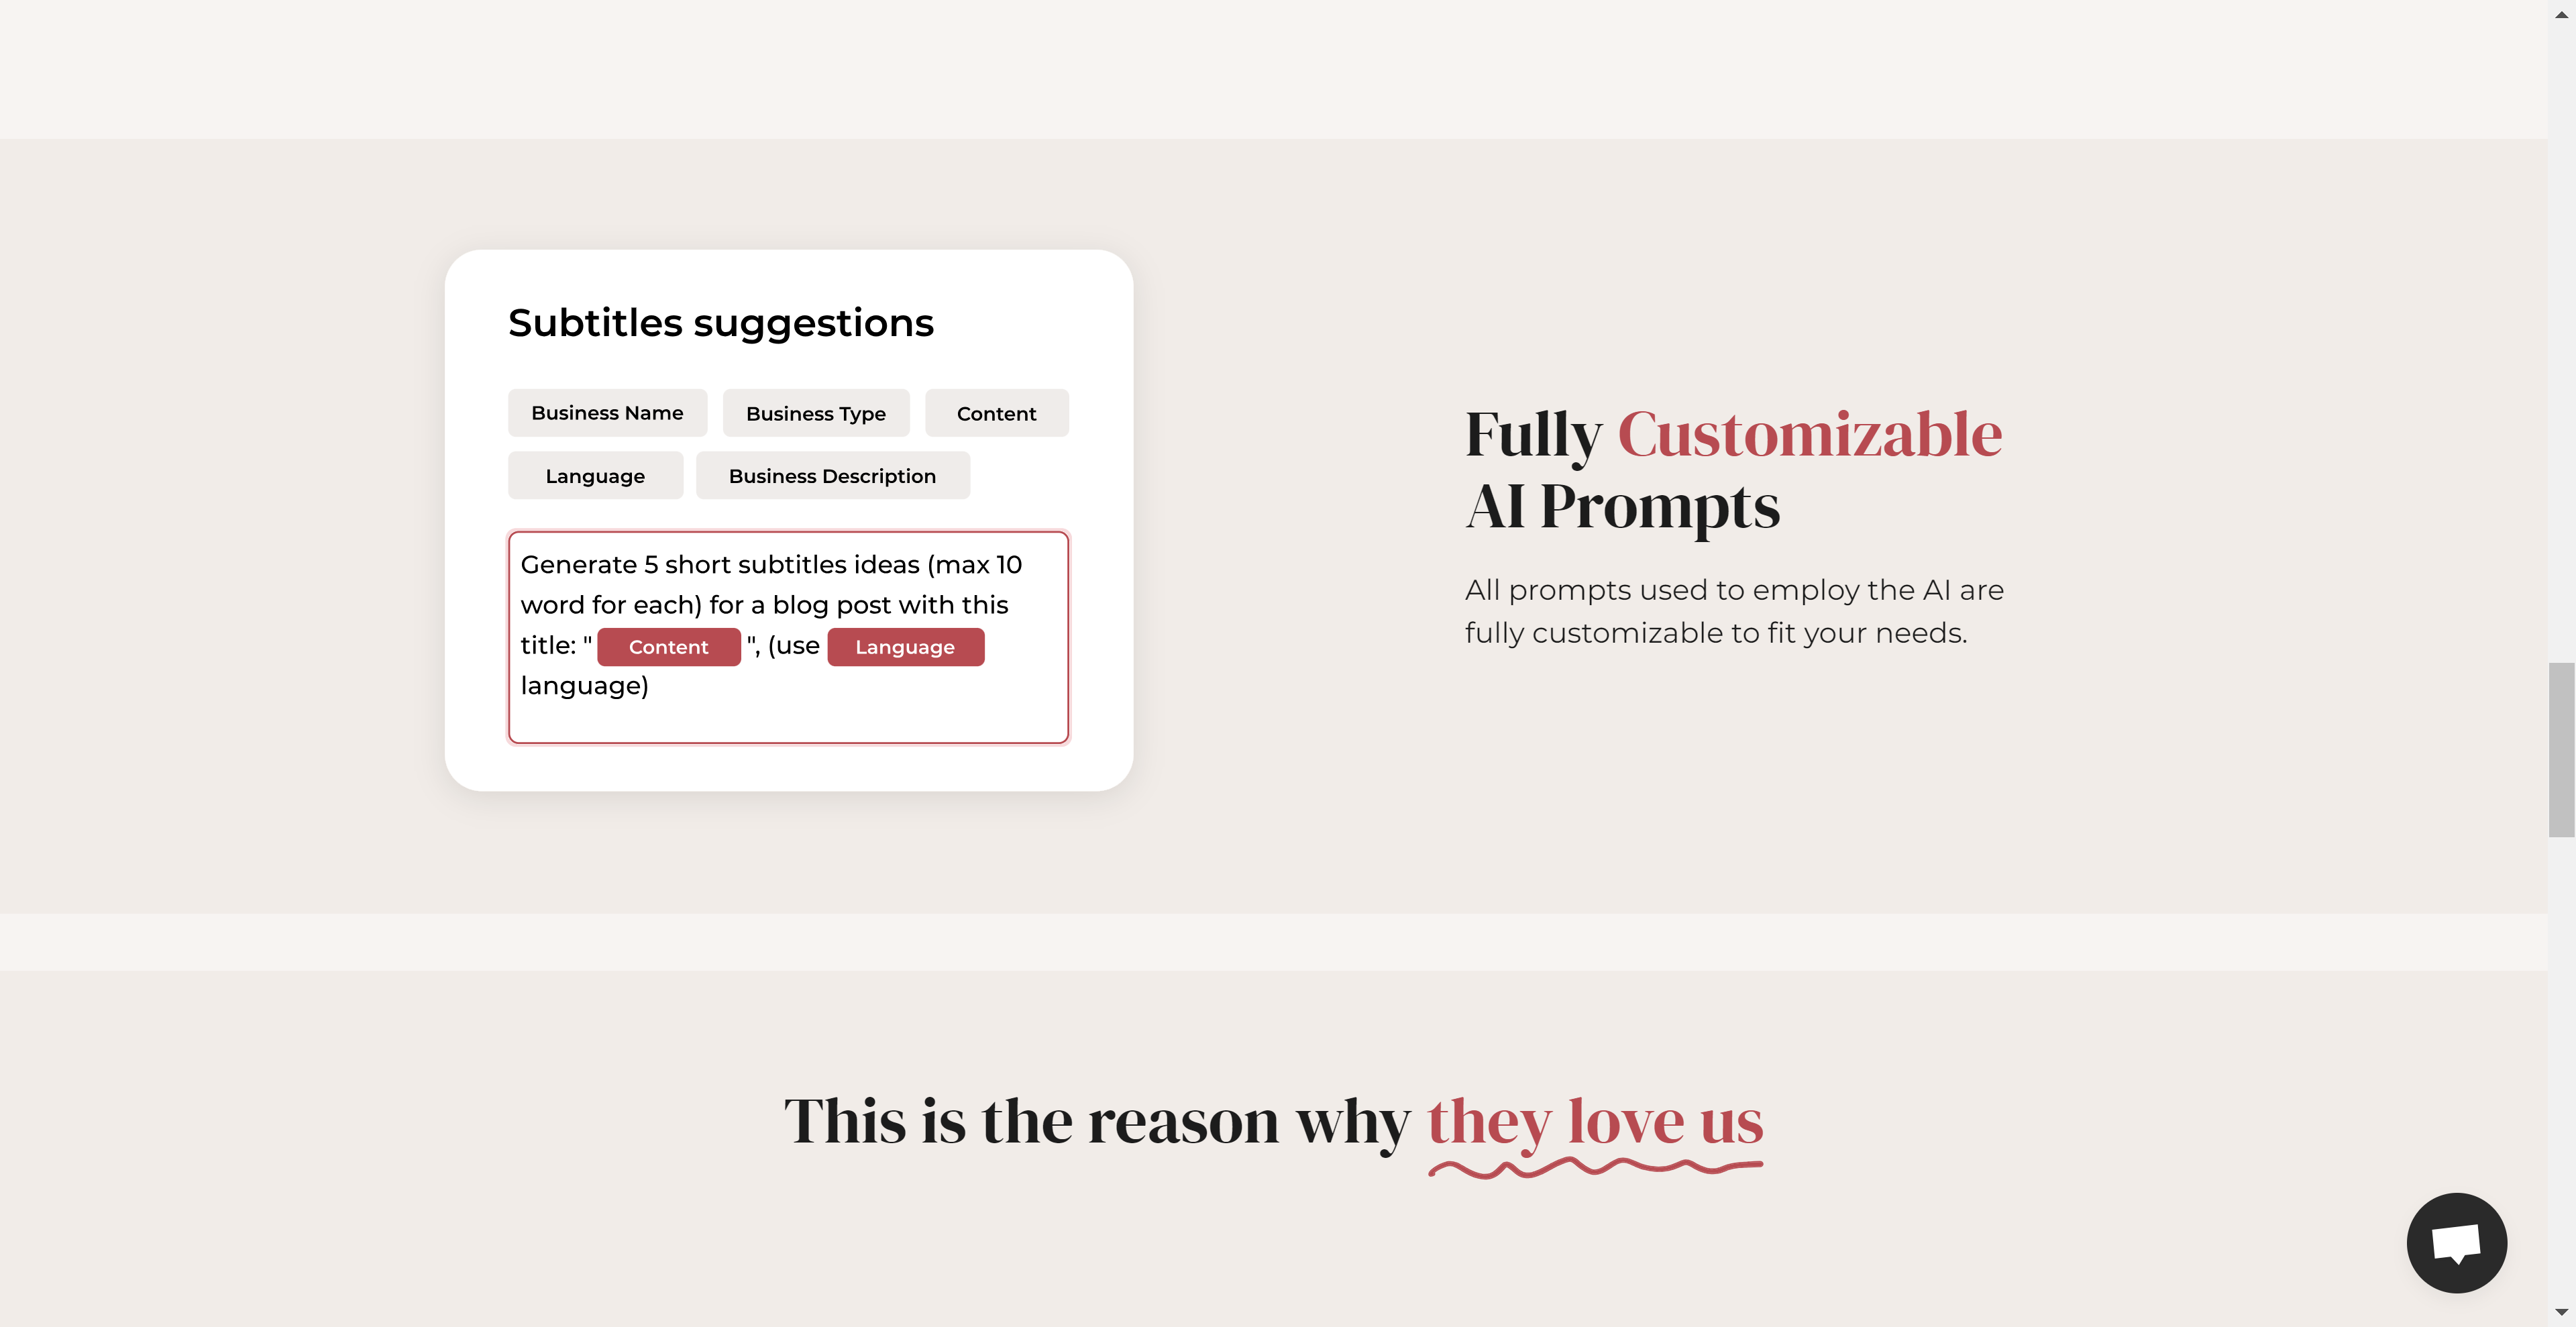 Subtitles suggestions
Business Name
Business Type
Content
Language
Business Description
Generate 5 short subtitles ideas (max 10
word for each) for a blog post with this
title: " Content ", (use Language
language)
Fully Customizable
AI Prompts
All prompts used to employ the AI are
fully customizable to fit your needs.
This is the reason why they love us